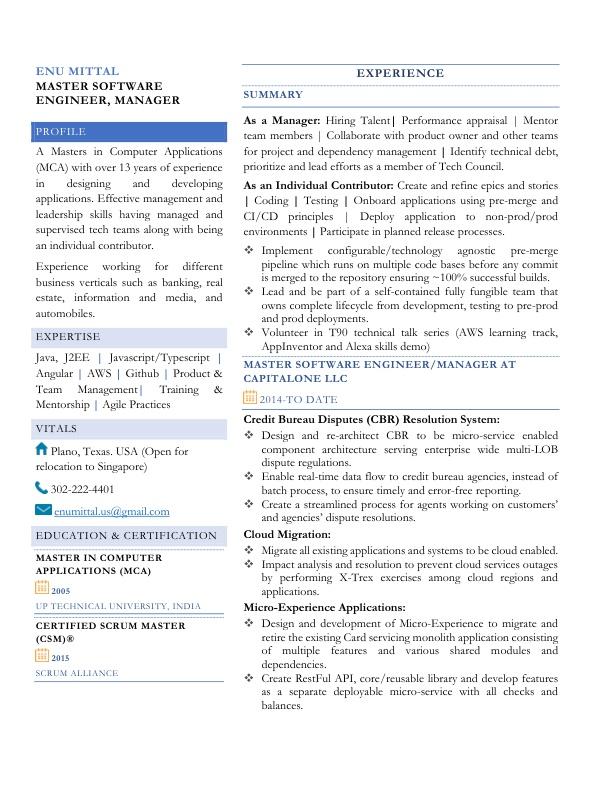 ENU MITTAL
MASTER SOFTWARE
ENGINEER, MANAGER
PROFILE
A Masters in Computer Applications
(MCA) with over 13 years of experience
in designing and developing
applications. Effective management and
leadership skills having managed and
supervised tech teams along with being
an individual contributor.
Experience working for different
business verticals such as banking, real
estate, information and media, and
automobiles.
EXPERTISE
Java, J2EE | Javascript/Typescript |
Angular | AWS | Github | Product &
Team Management| Training &
Mentorship | Agile Practices
VITALS
Plano, Texas. USA (Open for
relocation to Singapore)
302-222-4401
enumittal.us@gmail.com
EDUCATION & CERTIFICATION
MASTER IN COMPUTER
APPLICATIONS (MCA)
2005
UP TECHNICAL UNIVERSITY, INDIA
CERTIFIED SCRUM MASTER
(CSM)®
2015
SCRUM ALLIANCE
EXPERIENCE
SUMMARY
As a Manager: Hiring Talent| Performance appraisal | Mentor
team members | Collaborate with product owner and other teams
for project and dependency management | Identify technical debt,
prioritize and lead efforts as a member of Tech Council.
As an Individual Contributor: Create and refine epics and stories
| Coding | Testing | Onboard applications using pre-merge and
CI/CD principles | Deploy application to non-prod/prod
environments | Participate in planned release processes.
❖ Implement configurable/technology agnostic pre-merge
pipeline which runs on multiple code bases before any commit
is merged to the repository ensuring ~100% successful builds.
❖ Lead and be part of a self-contained fully fungible team that
owns complete lifecycle from development, testing to pre-prod
and prod deployments.
❖ Volunteer in T90 technical talk series (AWS learning track,
AppInventor and Alexa skills demo)
MASTER SOFTWARE ENGINEER/MANAGER AT
CAPITALONE LLC
2014-TO DATE
Credit Bureau Disputes (CBR) Resolution System:
❖ Design and re-architect CBR to be micro-service enabled
component architecture serving enterprise wide multi-LOB
dispute regulations.
❖ Enable real-time data flow to credit bureau agencies, instead of
batch process, to ensure timely and error-free reporting.
❖ Create a streamlined process for agents working on customers’
and agencies’ dispute resolutions.
Cloud Migration:
❖ Migrate all existing applications and systems to be cloud enabled.
❖ Impact analysis and resolution to prevent cloud services outages
by performing X-Trex exercises among cloud regions and
applications.
Micro-Experience Applications:
❖ Design and development of Micro-Experience to migrate and
retire the existing Card servicing monolith application consisting
of multiple features and various shared modules and
dependencies.
❖ Create RestFul API, core/reusable library and develop features
as a separate deployable micro-service with all checks and
balances.